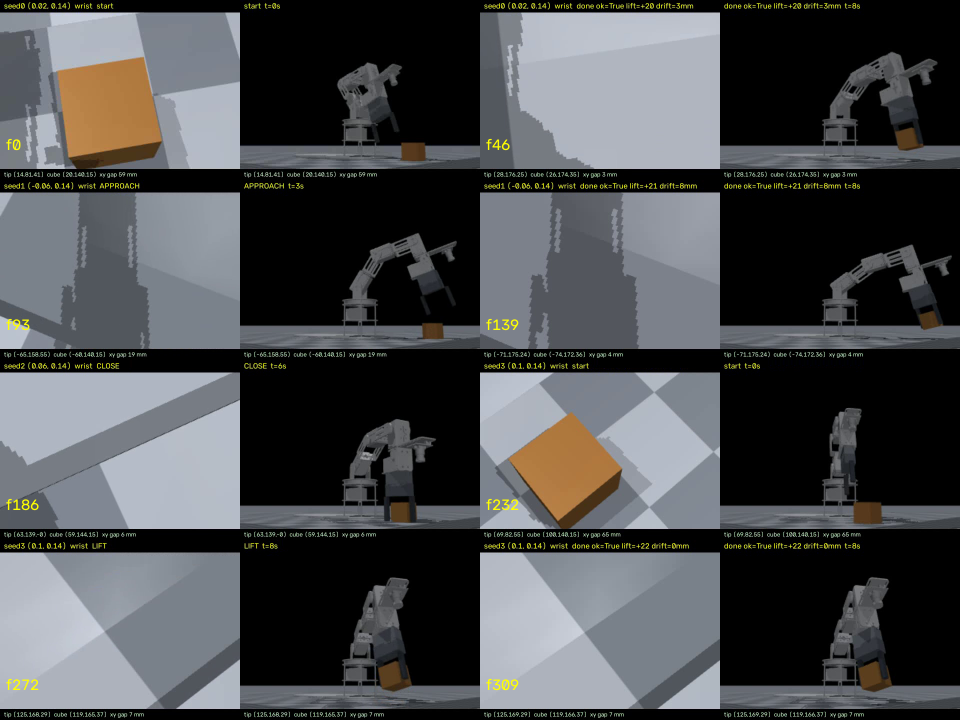 seed0 (0.02, 0.14) wrist start
start t=0s
seed0 (0.02, 0.14) wrist done ok=True lift=+20 drift=3mm
done ok=True lift=+20 drift=3mm t=8s
f0
f46
tip (14,81,41) cube (20,140,15) xy gap 59 mm
tip (14,81,41) cube (20,140,15) xy gap 59 mm
tip (28,176,25) cube (26,174,35) xy gap 3 mm
tip (28,176,25) cube (26,174,35) xy gap 3 mm
seed1 (-0.06, 0.14) wrist APPROACH
APPROACH t=3s
seed1 (-0.06, 0.14) wrist done ok=True lift=+21 drift=8mm
done ok=True lift=+21 drift=8mm t=8s
f93
f139
tip (-65,158,55) cube (-60,140,15) xy gap 19 mm
tip (-65,158,55) cube (-60,140,15) xy gap 19 mm
tip (-71,175,24) cube (-74,172,36) xy gap 4 mm
tip (-71,175,24) cube (-74,172,36) xy gap 4 mm
seed2 (0.06, 0.14) wrist CLOSE
CLOSE t=6s
seed3 (0.1, 0.14) wrist start
start t=0s
f186
f232
tip (63,139,-0) cube (59,144,15) xy gap 6 mm
tip (63,139,-0) cube (59,144,15) xy gap 6 mm
tip (69,82,55) cube (100,140,15) xy gap 65 mm
tip (69,82,55) cube (100,140,15) xy gap 65 mm
seed3 (0.1, 0.14) wrist LIFT
LIFT t=8s
seed3 (0.1, 0.14) wrist done ok=True lift=+22 drift=0mm
done ok=True lift=+22 drift=0mm t=8s
f272
f309
tip (125,168,29) cube (119,165,37) xy gap 7 mm
tip (125,168,29) cube (119,165,37) xy gap 7 mm
tip (125,169,29) cube (119,166,37) xy gap 7 mm
tip (125,169,29) cube (119,166,37) xy gap 7 mm